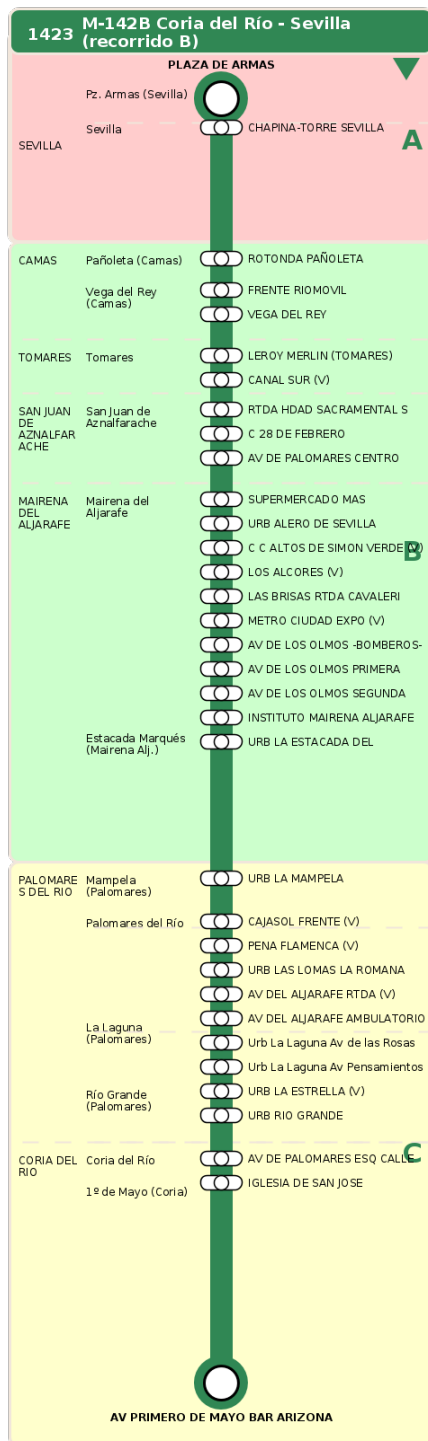 1423 M-142B Coria del Río - Sevilla
(recorrido B)
PLAZA DE ARMAS
Pz. Armas (Sevilla)
Sevilla
CHAPINA-TORRE SEVILLA
SEVILLA
A
CAMAS
Pañoleta (Camas)
ROTONDA PAÑOLETA
Vega del Rey
(Camas)
FRENTE RIOMOVIL
VEGA DEL REY
TOMARES
Tomares
LEROY MERLIN (TOMARES)
CANAL SUR (V)
SAN JUAN
DE
AZNALFAR
ACHE
San Juan de
Aznalfarache
RTDA HDAD SACRAMENTAL S
C 28 DE FEBRERO
AV DE PALOMARES CENTRO
MAIRENA
DEL
ALJARAFE
Mairena del
Aljarafe
SUPERMERCADO MAS
URB ALERO DE SEVILLA
C C ALTOS DE SIMON VERDE (V)
B
LOS ALCORES (V)
LAS BRISAS RTDA CAVALERI
METRO CIUDAD EXPO (V)
AV DE LOS OLMOS -BOMBEROS-
AV DE LOS OLMOS PRIMERA
AV DE LOS OLMOS SEGUNDA
INSTITUTO MAIRENA ALJARAFE
Estacada Marqués
(Mairena Alj.)
URB LA ESTACADA DEL
PALOMARE
S DEL RIO
Mampela
(Palomares)
URB LA MAMPELA
Palomares del Río
CAJASOL FRENTE (V)
PENA FLAMENCA (V)
URB LAS LOMAS LA ROMANA
AV DEL ALJARAFE RTDA (V)
AV DEL ALJARAFE AMBULATORIO
La Laguna
(Palomares)
Urb La Laguna Av de las Rosas
Urb La Laguna Av Pensamientos
Río Grande
(Palomares)
URB LA ESTRELLA (V)
URB RIO GRANDE
C
CORIA DEL
RIO
Coria del Río
AV DE PALOMARES ESQ CALLE
1º de Mayo (Coria)
IGLESIA DE SAN JOSE
AV PRIMERO DE MAYO BAR ARIZONA